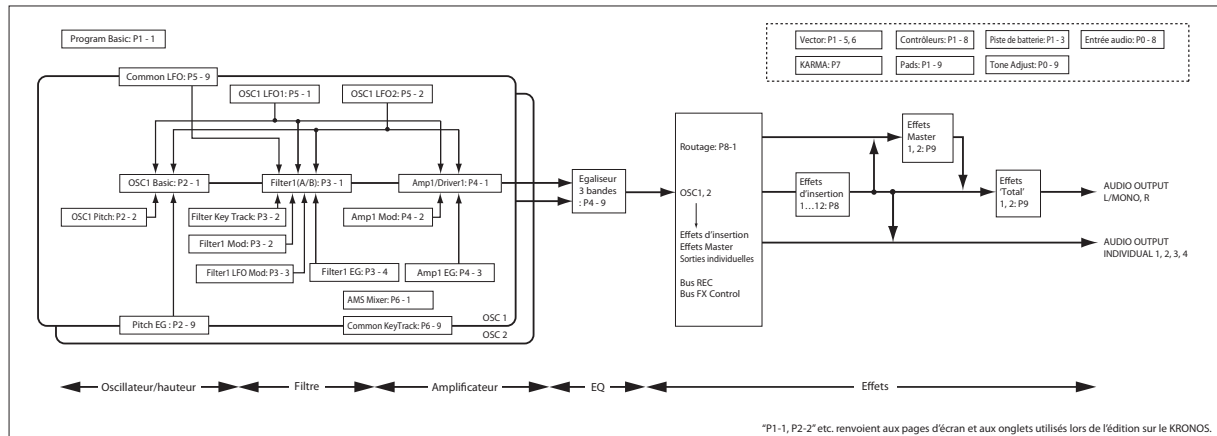 Program Basic: P1 - 1
Vector: P1 - 5, 6
Contrôleurs: P1 - 8
Piste de batterie: P1 - 3
Entrée audio: P0 - 8
KARMA: P7
Pads: P1 - 9
Tone Adjust: P0 - 9
Common LFO: P5 - 9
OSC1 LFO1: P5 - 1
OSC1 LFO2: P5 - 2
OSC1 Basic: P2 - 1
Filter1(A/B): P3 - 1
Amp1/Driver1: P4 - 1
OSC1 Pitch: P2 - 2
Filter Key Track: P3 - 2
Amp1 Mod: P4 - 2
Filter1 Mod: P3 - 2
Filter1 LFO Mod: P3 - 3
Filter1 EG: P3 - 4
Amp1 EG: P4 - 3
AMS Mixer: P6 - 1
Pitch EG : P2 - 9
Common KeyTrack: P6 - 9
OSC 1
OSC 2
Egaliseur
3 bandes
: P4 - 9
Routage: P8-1
OSC1, 2
Effets d'insertion
Effets Master
Sorties individuelles
Bus REC
Bus FX Control
Effets
d'insertion
1…12: P8
Effets
Master
1, 2: P9
Effets
'Total'
1, 2: P9
AUDIO OUTPUT
L/MONO, R
AUDIO OUTPUT
INDIVIDUAL 1, 2, 3, 4
Oscillateur/hauteur
Filtre
Amplificateur
EQ
Effets
"P1-1, P2-2" etc. renvoient aux pages d'écran et aux onglets utilisés lors de l'édition sur le KRONOS.